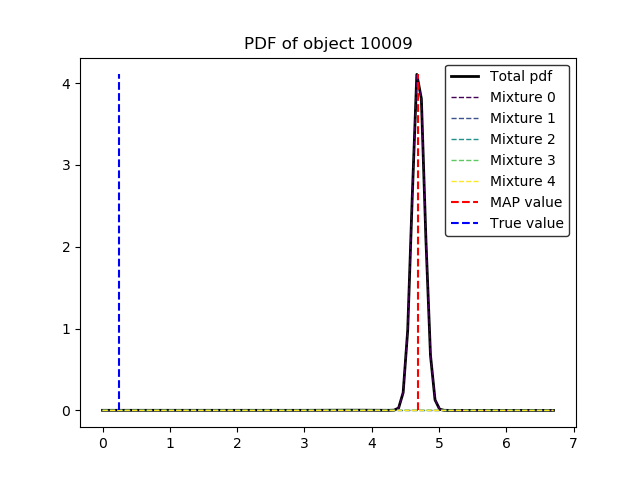 PDF of object 10009
Total pdf
Mixture 0
Mixture 1
Mixture 2
Mixture 3
Mixture 4
MAP value
True value
4
3
2
1
0
0 1 2 3 4 5 6 7